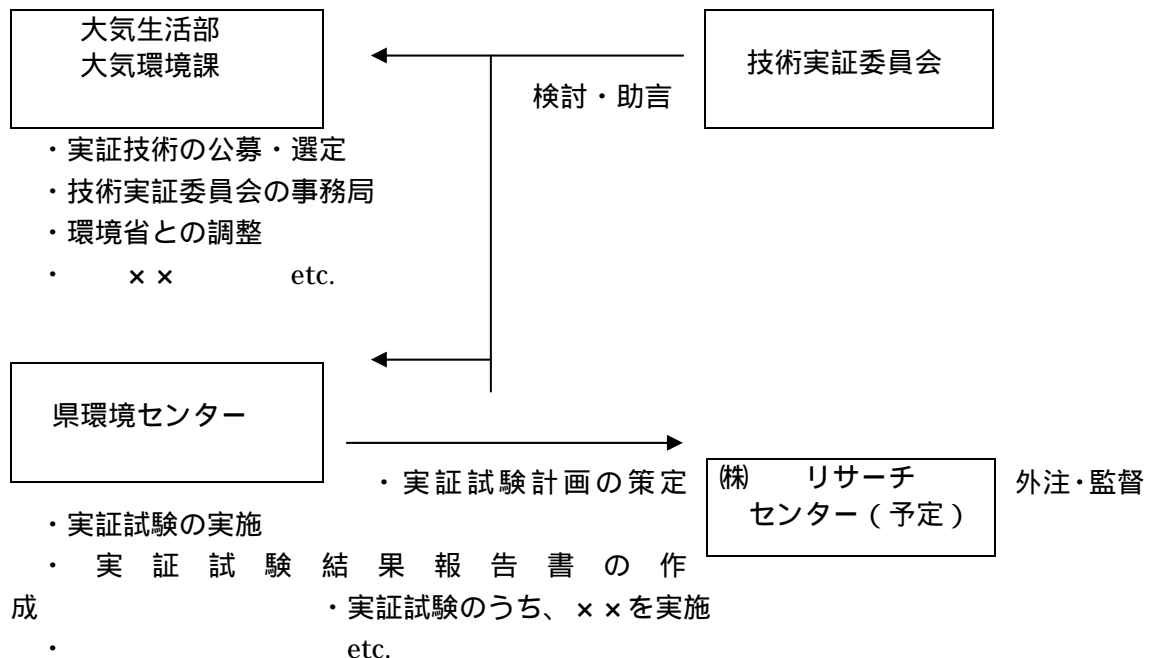 大気生活部
大気環境課
技術実証委員会
検討・助言
・実証技術の公募・選定
・技術実証委員会の事務局
・環境省との調整
・　　××　　　etc.
県環境センター
・実証試験計画の策定
㈱　　リサーチ
センター(予定)
外注・監督
・実証試験の実施
・実証試験結果報告書の作
成　　　　　　　　　　・実証試験のうち、××を実施
・　　　　　　　　　　etc.